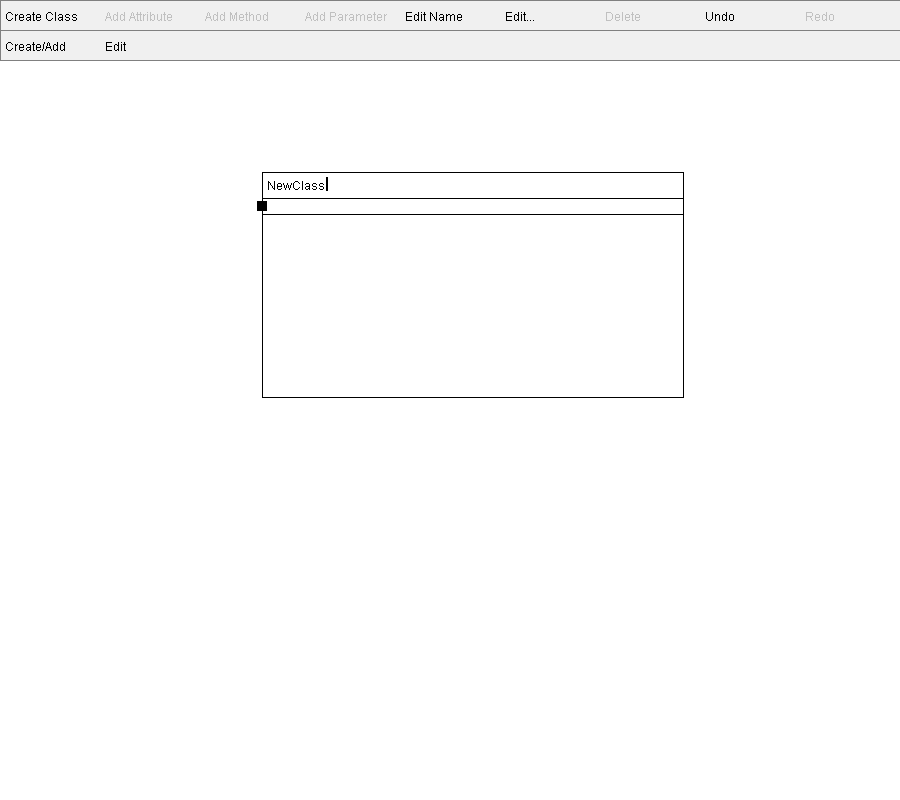 Create Class Add Attribute Add Method Add Parameter Edit Name Edit... Delete Undo Redo
Create/Add Edit
NewClass